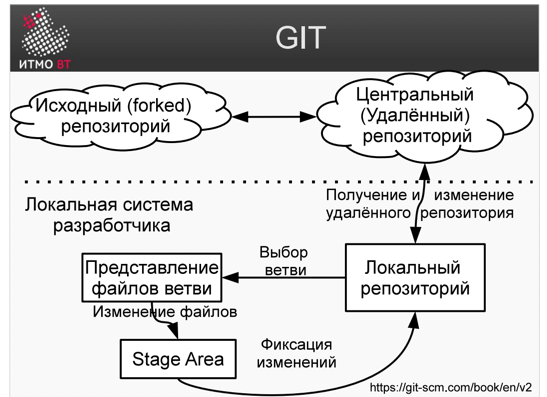 ИТМО ВТ
GIT
Исходный (forked)
репозиторий
Центральный
(Удалённый)
репозиторий
Получение и изменение
удалённого репозитория
Локальная система
разработчика
Выбор
ветви
Представление
файлов ветви
Локальный
репозиторий
Изменение файлов
Stage Area
Фиксация
изменений
https://git-scm.com/book/en/v2